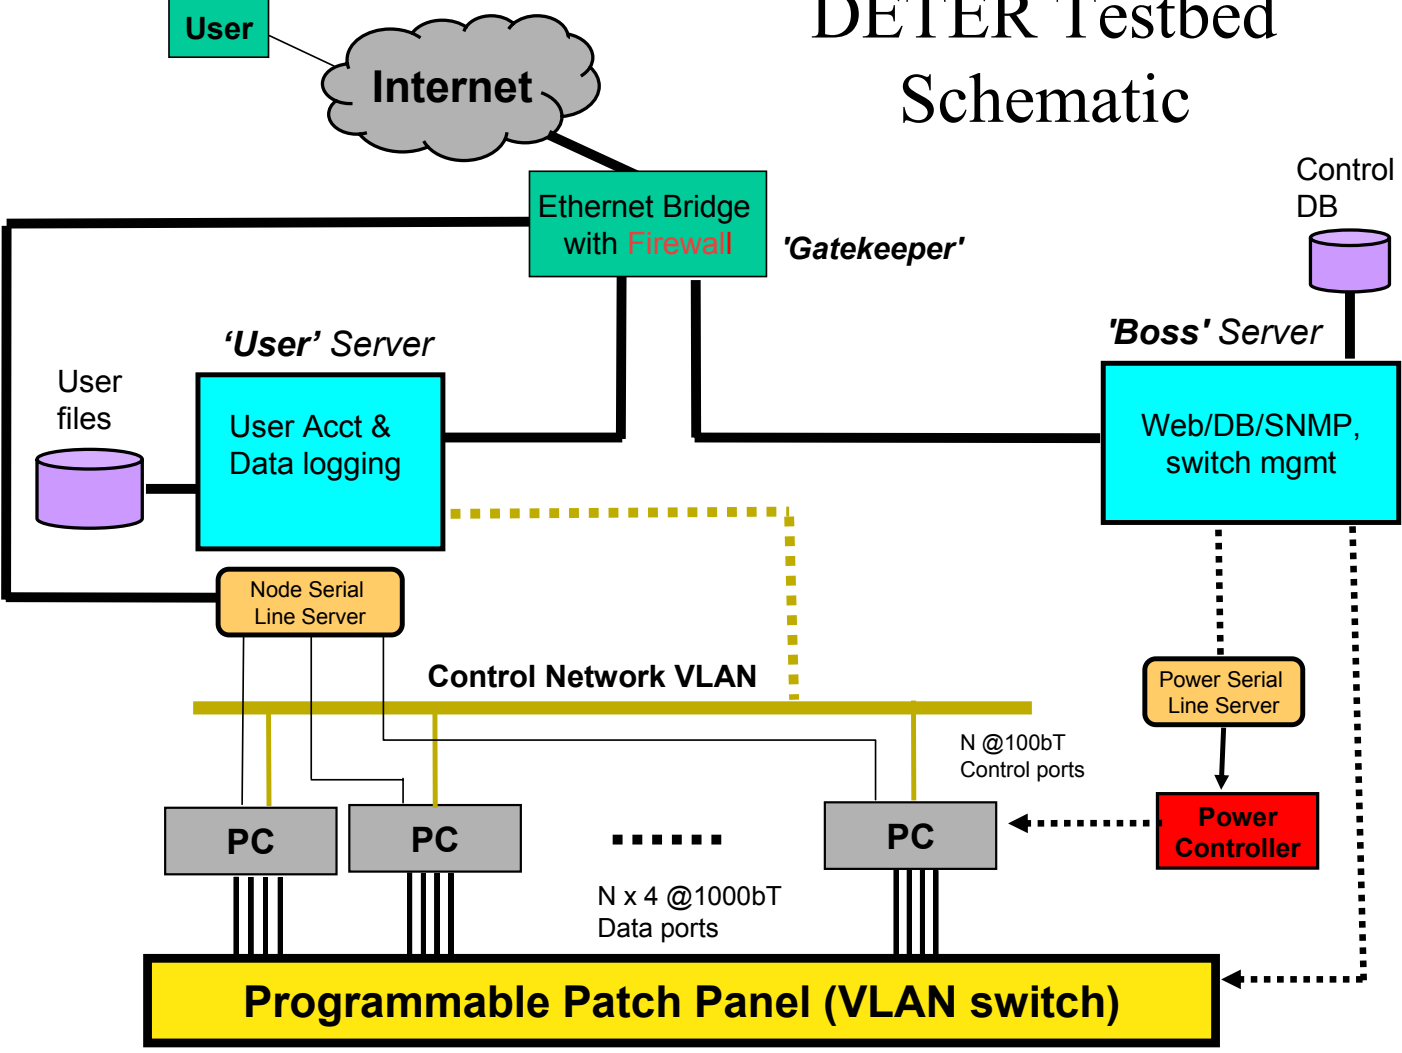 DETER Testbed
Schematic
User
Internet
Ethernet Bridge
with Firewall
'Gatekeeper'
Control
DB
'Boss' Server
‘User’ Server
User
files
User Acct &
Data logging
Web/DB/SNMP,
switch mgmt
Node Serial
Line Server
Control Network VLAN
Power Serial
Line Server
N @100bT
Control ports
PC
PC
PC
Power
Controller
N x 4 @1000bT
Data ports
Programmable Patch Panel (VLAN switch)